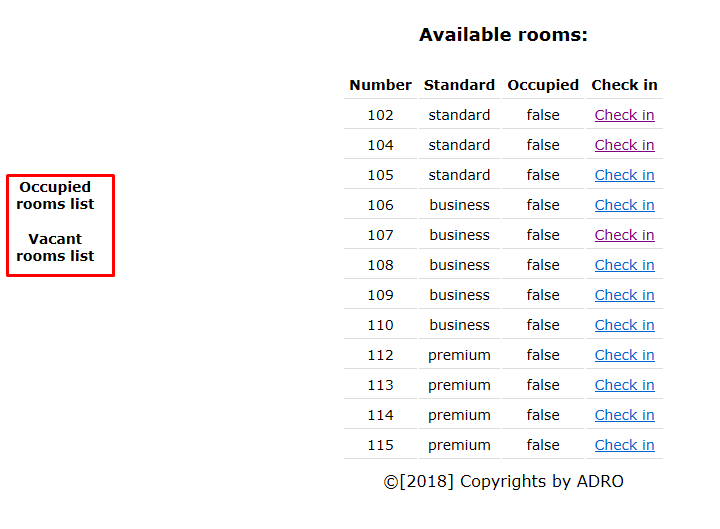 Available rooms:
Number Standard Occupied Check in
102 standard false Check in
104 standard false Check in
105 standard false Check in
106 business false Check in
107 business false Check in
108 business false Check in
109 business false Check in
110 business false Check in
112 premium false Check in
113 premium false Check in
114 premium false Check in
115 premium false Check in
Occupied
rooms list
Vacant
rooms list
©[2018] Copyrights by ADRO